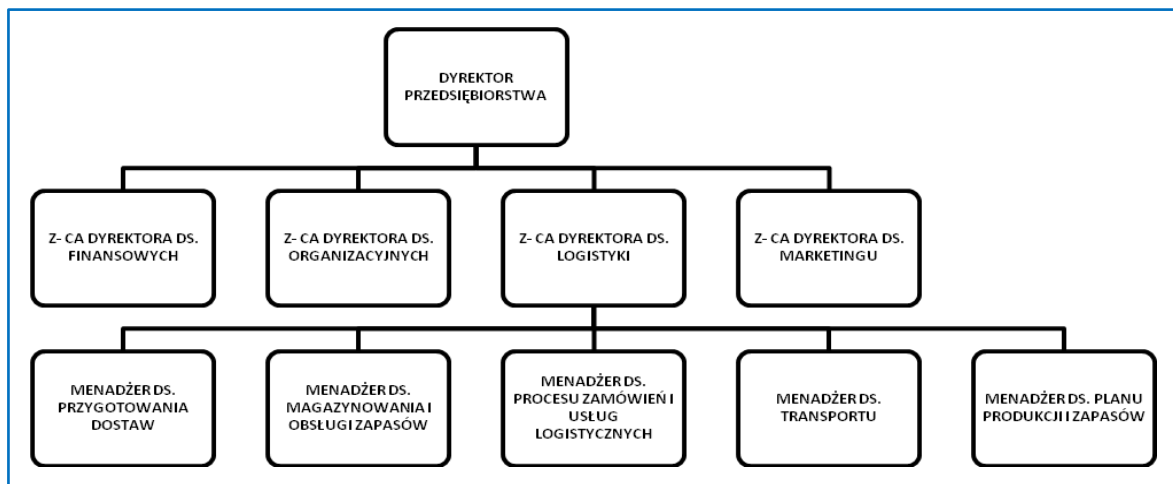 DYREKTOR
PRZEDSIĘBIORSTWA
Z- CA DYREKTORA DS.
FINANSOWYCH
Z- CA DYREKTORA DS.
ORGANIZACYJNYCH
Z- CA DYREKTORA DS.
LOGISTYKI
Z- CA DYREKTORA DS.
MARKETINGU
MENADŻER DS.
PRZYGOTOWANIA
DOSTAW
MENADŻER DS.
MAGAZYNOWANIA I
OBSŁUGI ZAPASÓW
MENADŻER DS.
PROCESU ZAMÓWIEŃ I
USŁUG
LOGISTYCZNYCH
MENADŻER DS.
TRANSPORTU
MENADŻER DS. PLANU
PRODUKCJI I ZAPASÓW